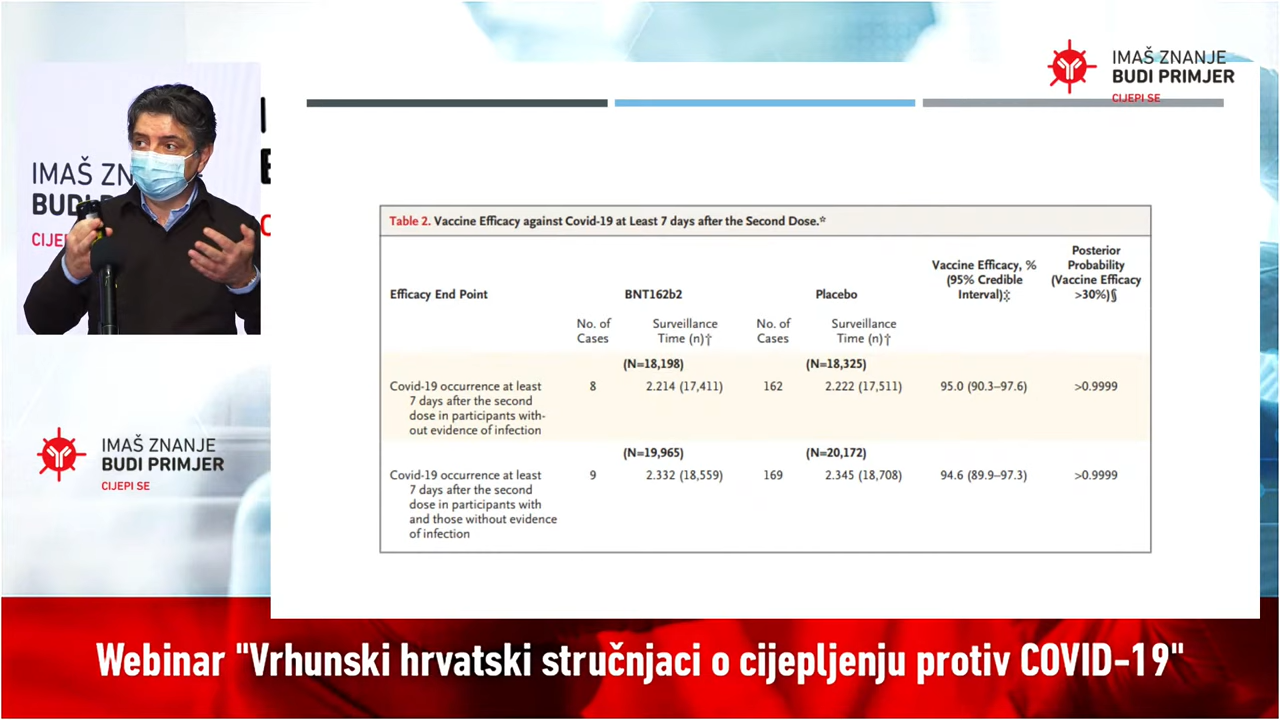 IMAŠ ZNANJE
BUDI PRIMJER
CIJEPI SE
IMAŠ ZN
BUD
CIJE
Table 2. Vaccine Efficacy against Covid-19 at Least 7 days after the Second Dose.*
Efficacy End Point
BNT162b2
Placebo
Vaccine Efficacy, %
(95% Credible
Interval)‡
Posterior
Probability
(Vaccine Efficacy
>30%)§
No. of
Cases
Surveillance
Time (n)†
No. of
Cases
Surveillance
Time (n)†
(N=18,198)
(N=18,325)
Covid-19 occurrence at least
7 days after the second
dose in participants with-
out evidence of infection
8
2.214 (17,411)
162
2.222 (17,511)
95.0 (90.3–97.6)
>0.9999
(N=19,965)
(N=20,172)
Covid-19 occurrence at least
7 days after the second
dose in participants with
and those without evidence
of infection
9
2.332 (18,559)
169
2.345 (18,708)
94.6 (89.9–97.3)
>0.9999
IMAŠ ZNANJE
BUDI PRIMJER
CIJEPI SE
Webinar "Vrhunski hrvatski stručnjaci o cijepljenju protiv COVID-19"